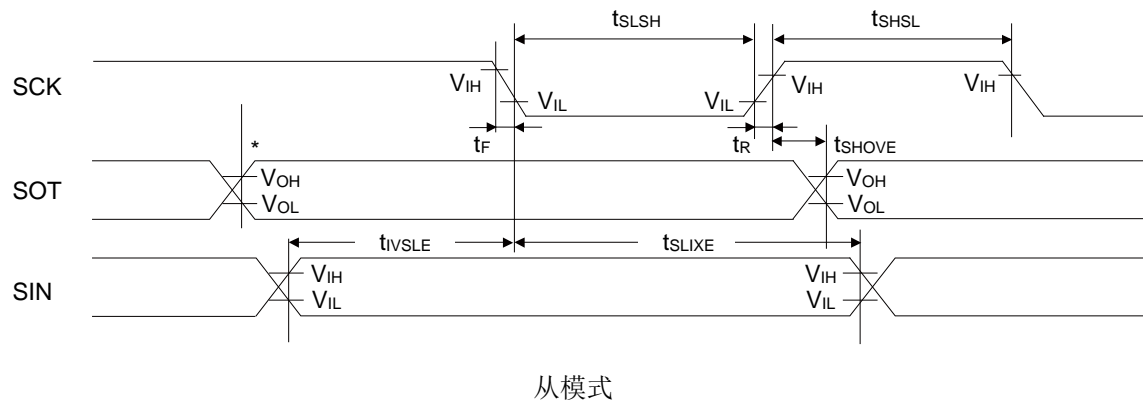 tSLSH tSHSL
SCK VIH VIL VIL VIH VIH
tF tR tSHOVE
*
SOT VOH VOH
VOL VOL
tIVSLE tSLIXE
SIN VIH VIH
VIL VIL
从模式